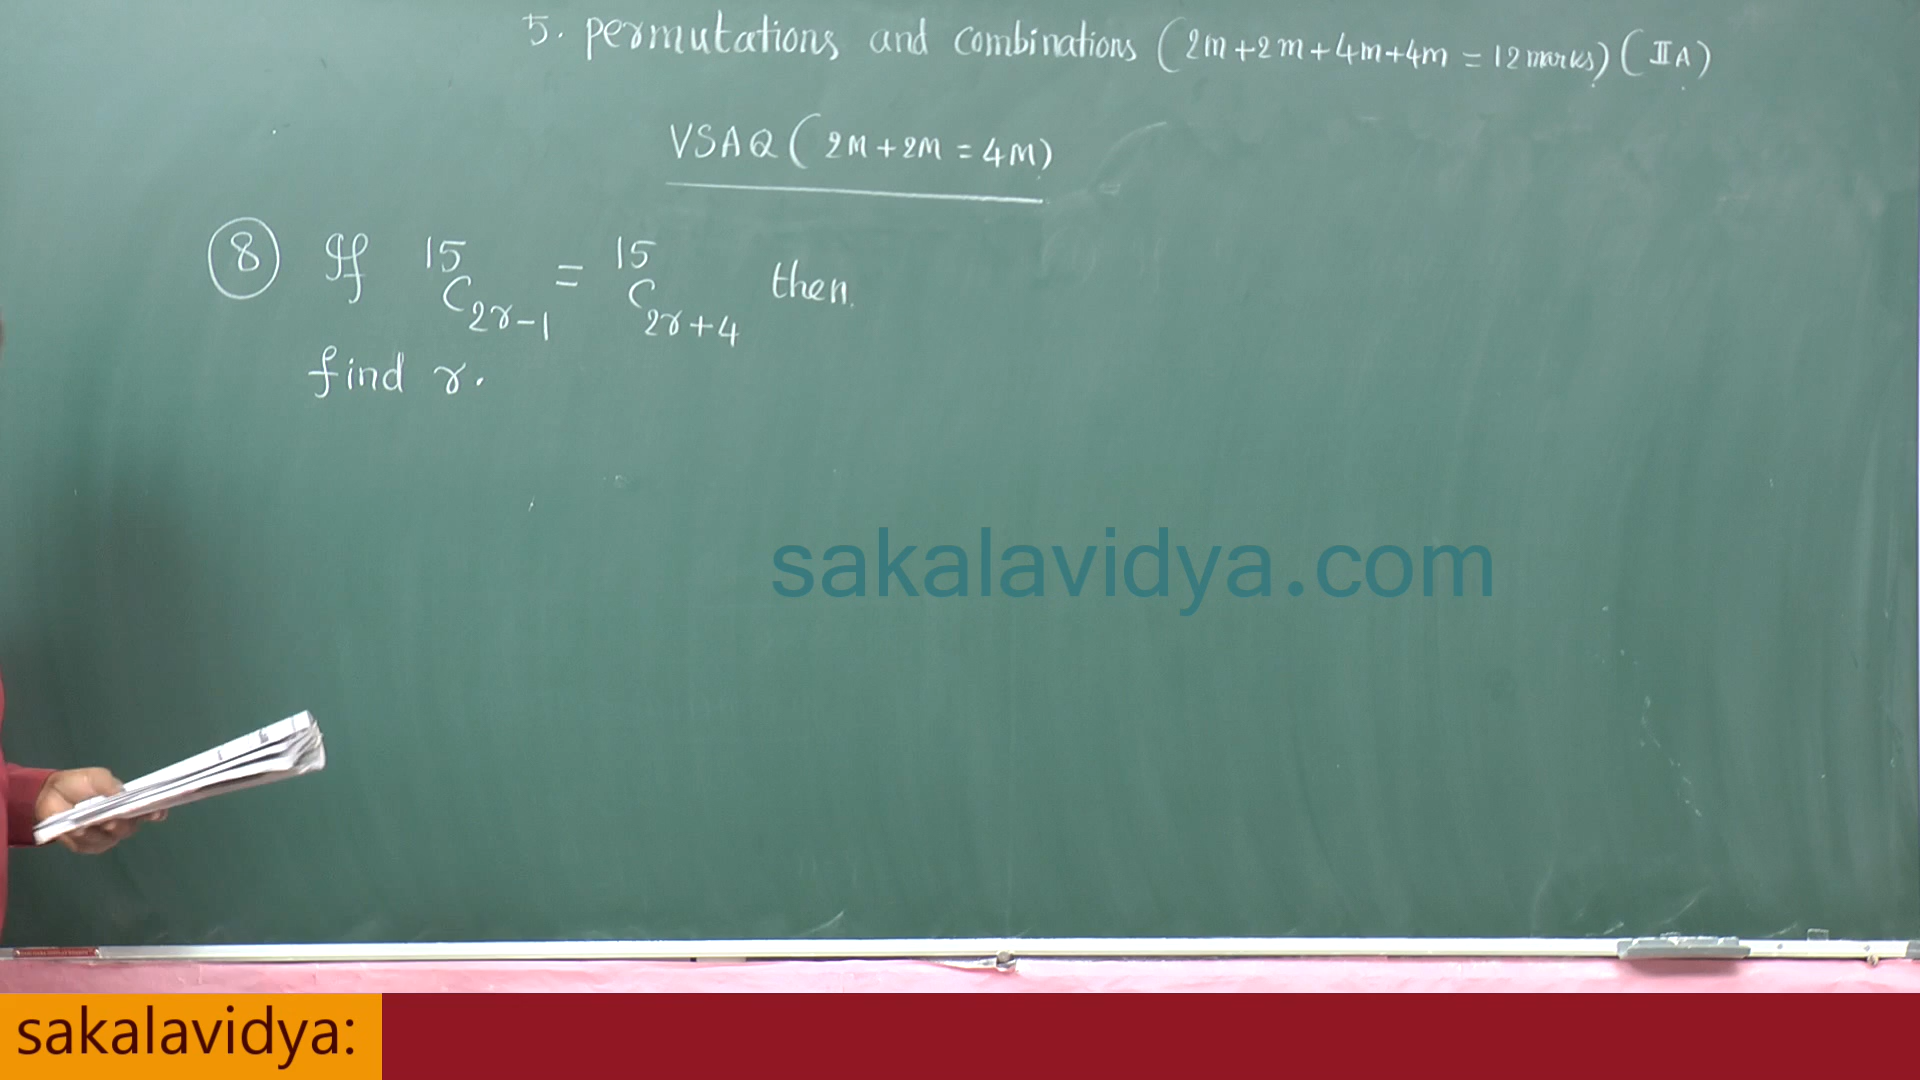 5. permutations and combinations (2m+2m+4m+4m = 12 marks) (IIA)
VSAQ (2M+2M = 4M)
8 If 15C2r-1 = 15C2r+4 then
find r.
sakalavidya.com
sakalavidya: